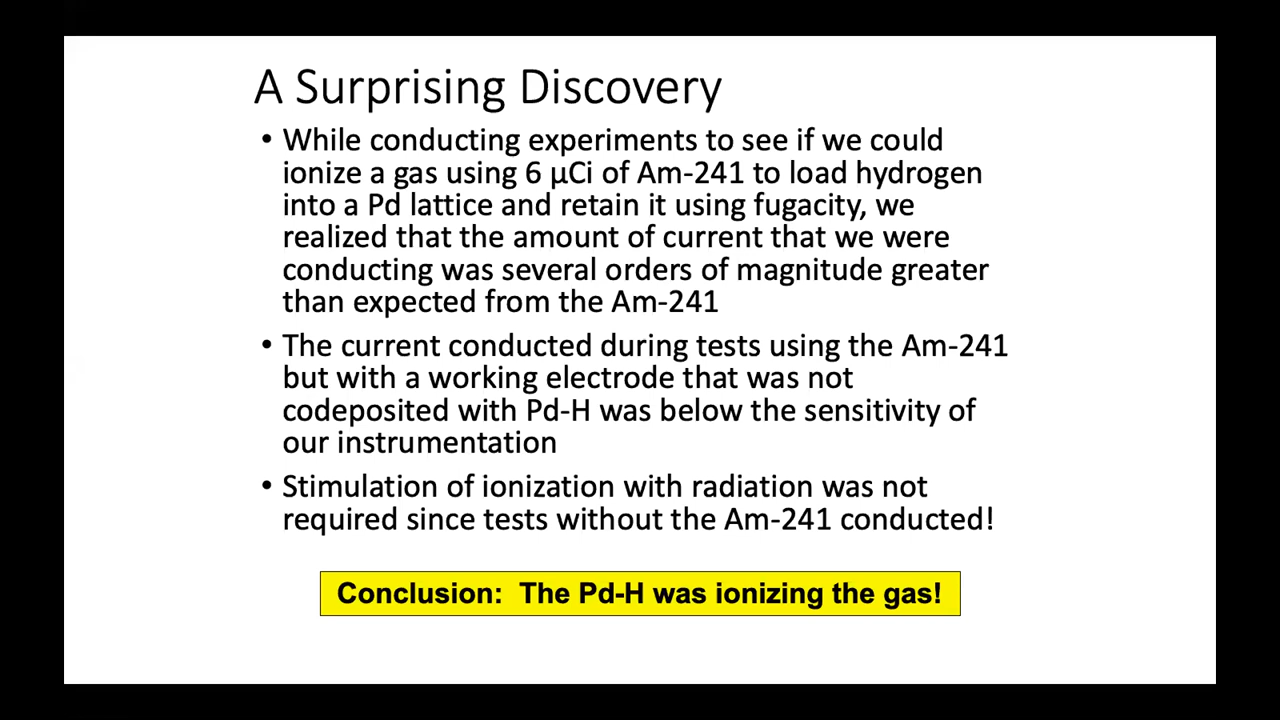 A Surprising Discovery
• While conducting experiments to see if we could
ionize a gas using 6 µCi of Am-241 to load hydrogen
into a Pd lattice and retain it using fugacity, we
realized that the amount of current that we were
conducting was several orders of magnitude greater
than expected from the Am-241
• The current conducted during tests using the Am-241
but with a working electrode that was not
codeposited with Pd-H was below the sensitivity of
our instrumentation
• Stimulation of ionization with radiation was not
required since tests without the Am-241 conducted!
Conclusion:  The Pd-H was ionizing the gas!